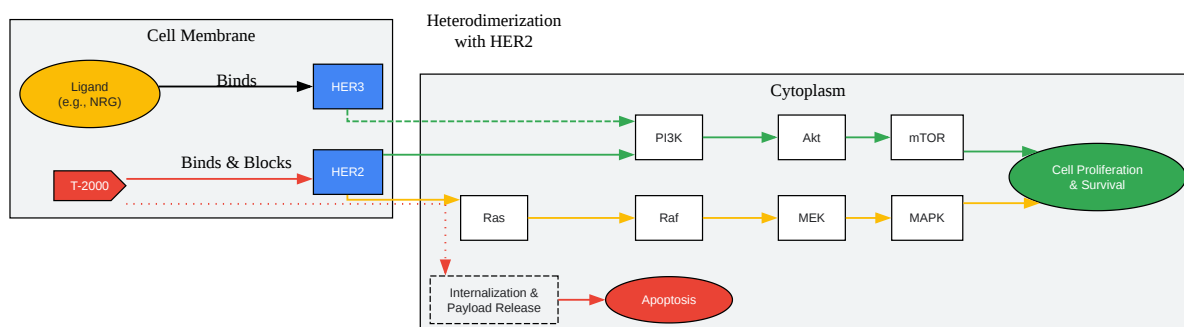 Heterodimerization
with HER2
Cell Membrane
Ligand
(e.g., NRG)
Binds
HER3
Binds & Blocks
T-2000
HER2
Cytoplasm
PI3K
Akt
mTOR
Cell Proliferation
& Survival
Ras
Raf
MEK
MAPK
Internalization &
Payload Release
Apoptosis